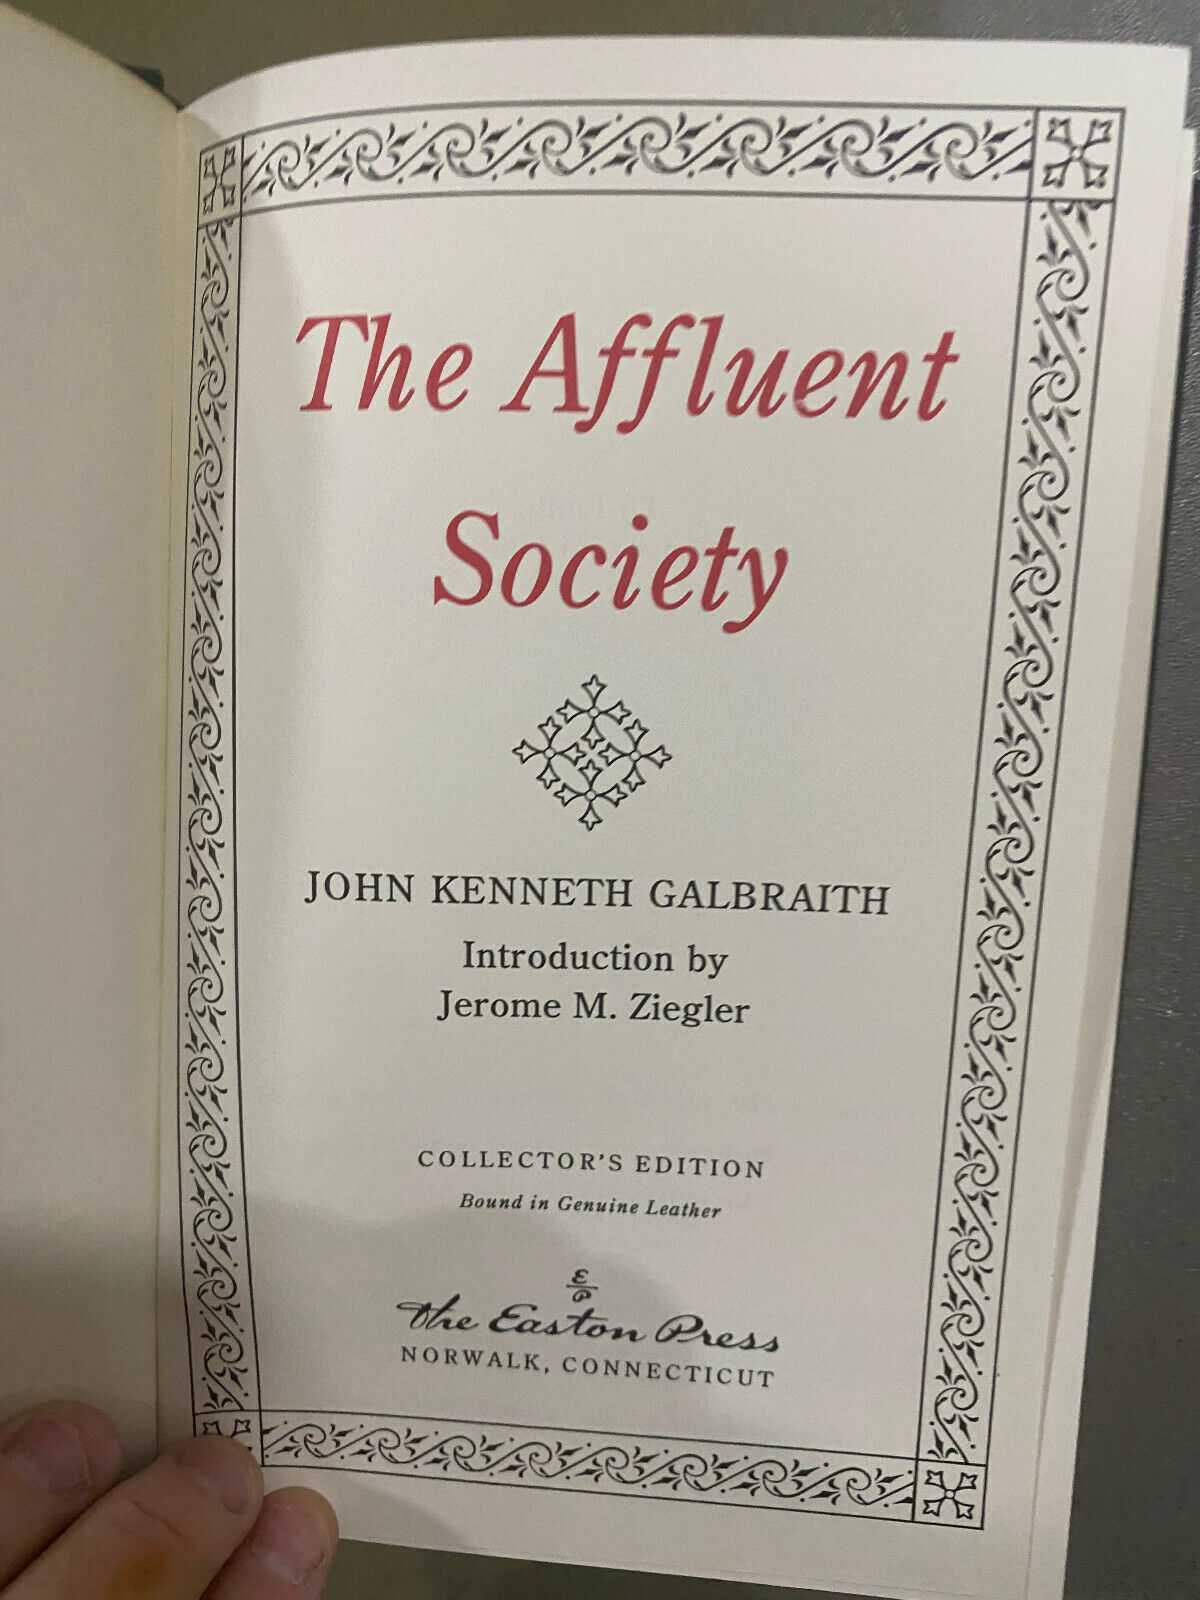 The Affluent
Society
JOHN KENNETH GALBRAITH
Introduction by
Jerome M. Ziegler
COLLECTOR'S EDITION
Bound in Genuine Leather
E
P
The Easton Press
NORWALK, CONNECTICUT